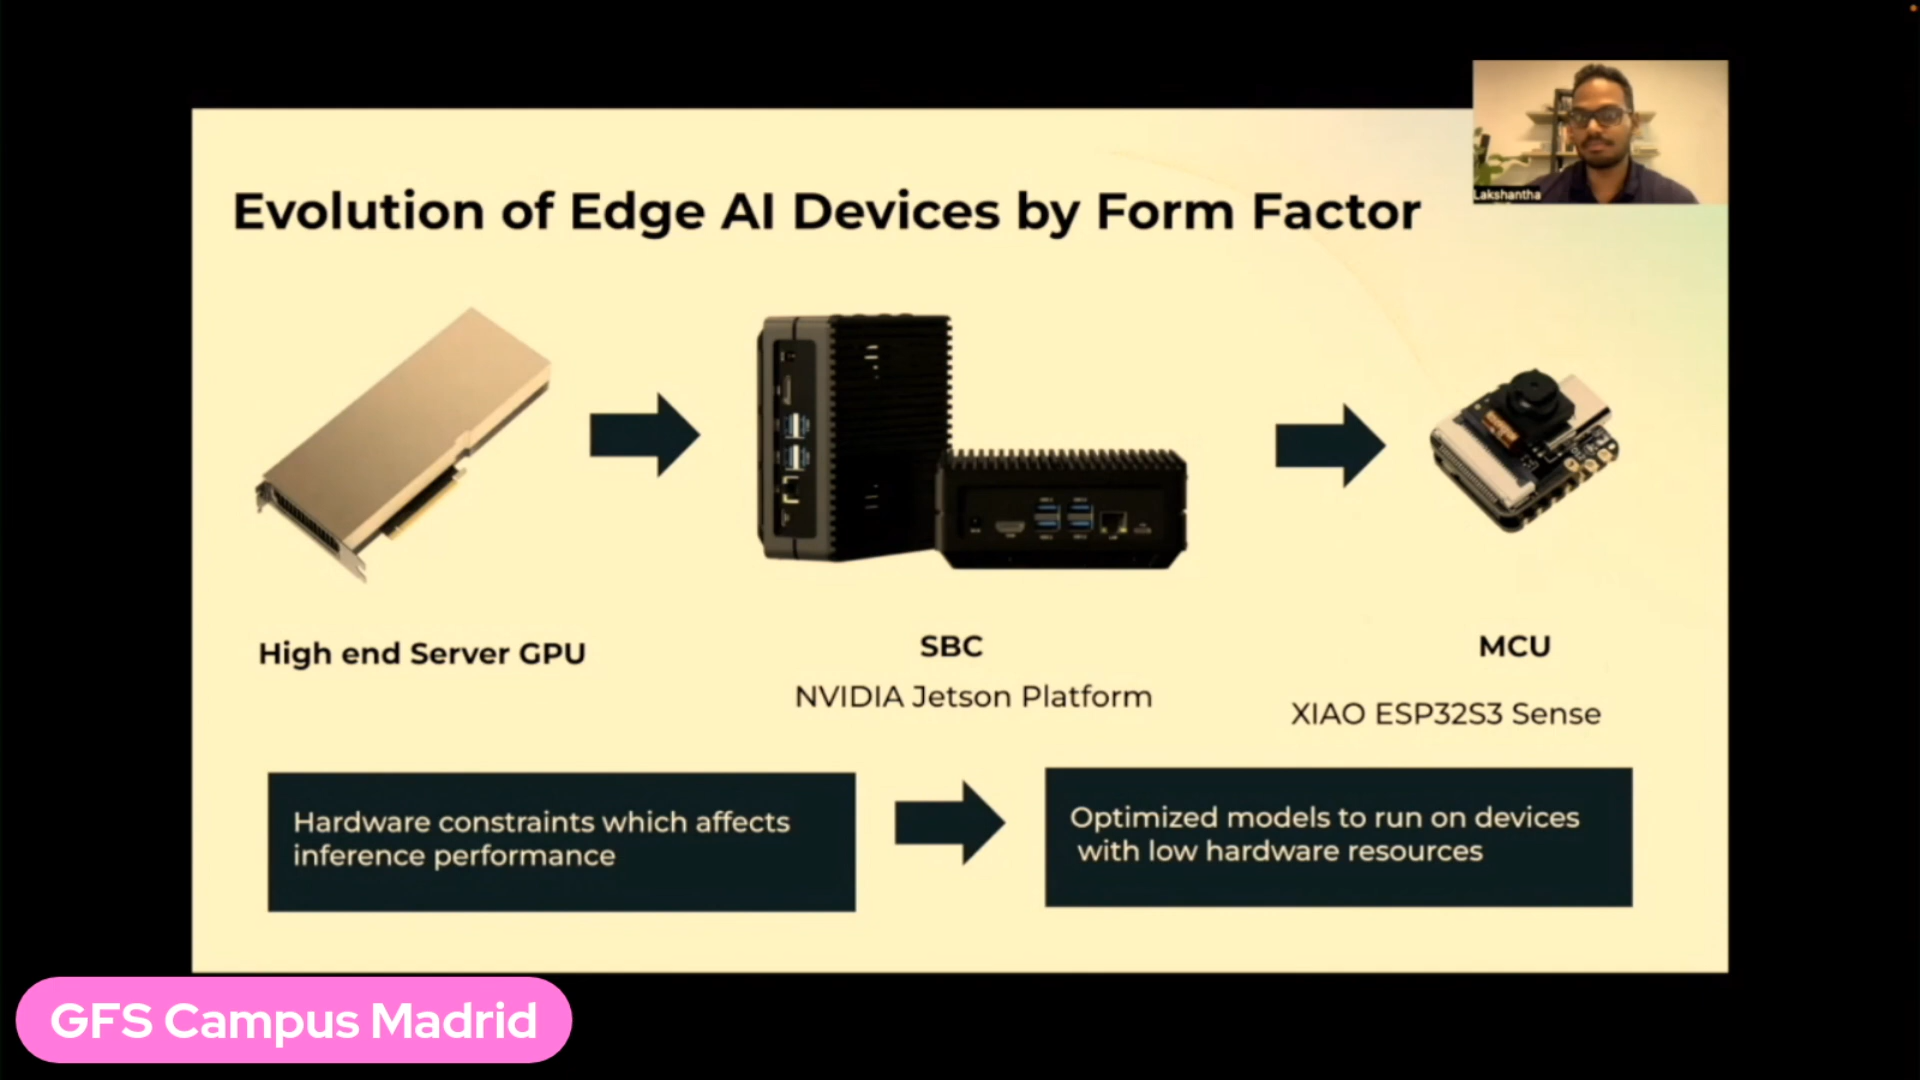 Lakshantha
Evolution of Edge AI Devices by Form Factor
High end Server GPU
SBC
NVIDIA Jetson Platform
MCU
XIAO ESP32S3 Sense
Hardware constraints which affects
inference performance
Optimized models to run on devices
with low hardware resources
GFS Campus Madrid